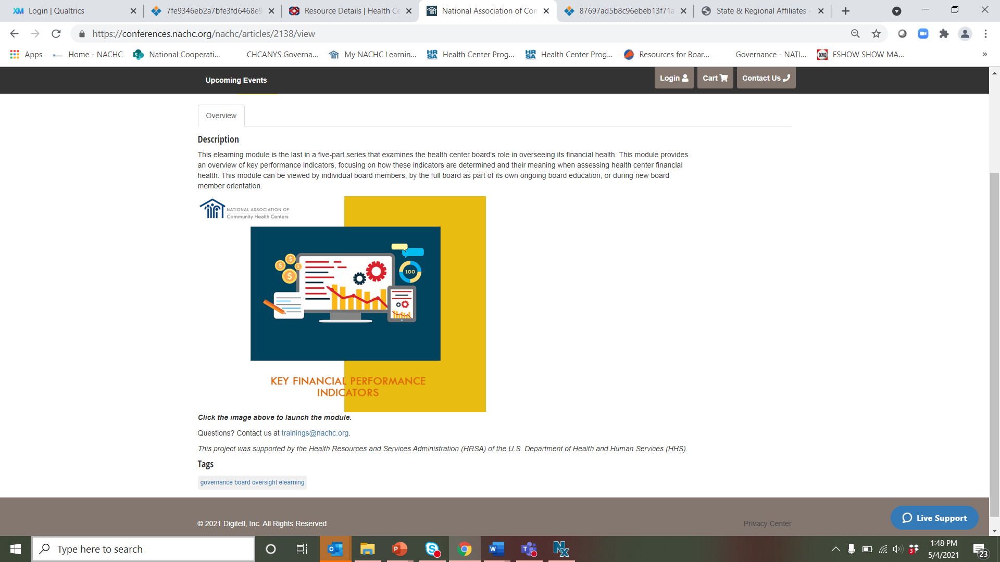 Login | Qualtrics
7fe9346eb2a7bfe3fd6468e9
Resource Details | Health Ce
National Association of Con
87697ad5b8c96ebeb13f71a
State & Regional Affiliates -
https://conferences.nachc.org/nachc/articles/2138/view
Apps
Home - NACHC
National Cooperati...
CHCANYS Governa...
My NACHC Learnin...
HRSA
Health Center Prog...
HRSA
Health Center Prog...
Resources for Boar...
Governance - NATI...
DEMO
ESHOW SHOW MA...
»
Upcoming Events
Login
Cart
Contact Us
Overview
Description
This elearning module is the last in a five-part series that examines the health center board's role in overseeing its financial health. This module provides
an overview of key performance indicators, focusing on how these indicators are determined and their meaning when assessing health center financial
health. This module can be viewed by individual board members, by the full board as part of its own ongoing board education, or during new board
member orientation.
NATIONAL ASSOCIATION OF
Community Health Centers
100
KEY FINANCIAL PERFORMANCE
INDICATORS
Click the image above to launch the module.
Questions? Contact us at trainings@nachc.org.
This project was supported by the Health Resources and Services Administration (HRSA) of the U.S. Department of Health and Human Services (HHS).
Tags
governance board oversight elearning
© 2021 Digitell, Inc. All Rights Reserved
Privacy Center
Live Support
Type here to search
1:48 PM
5/4/2021
23